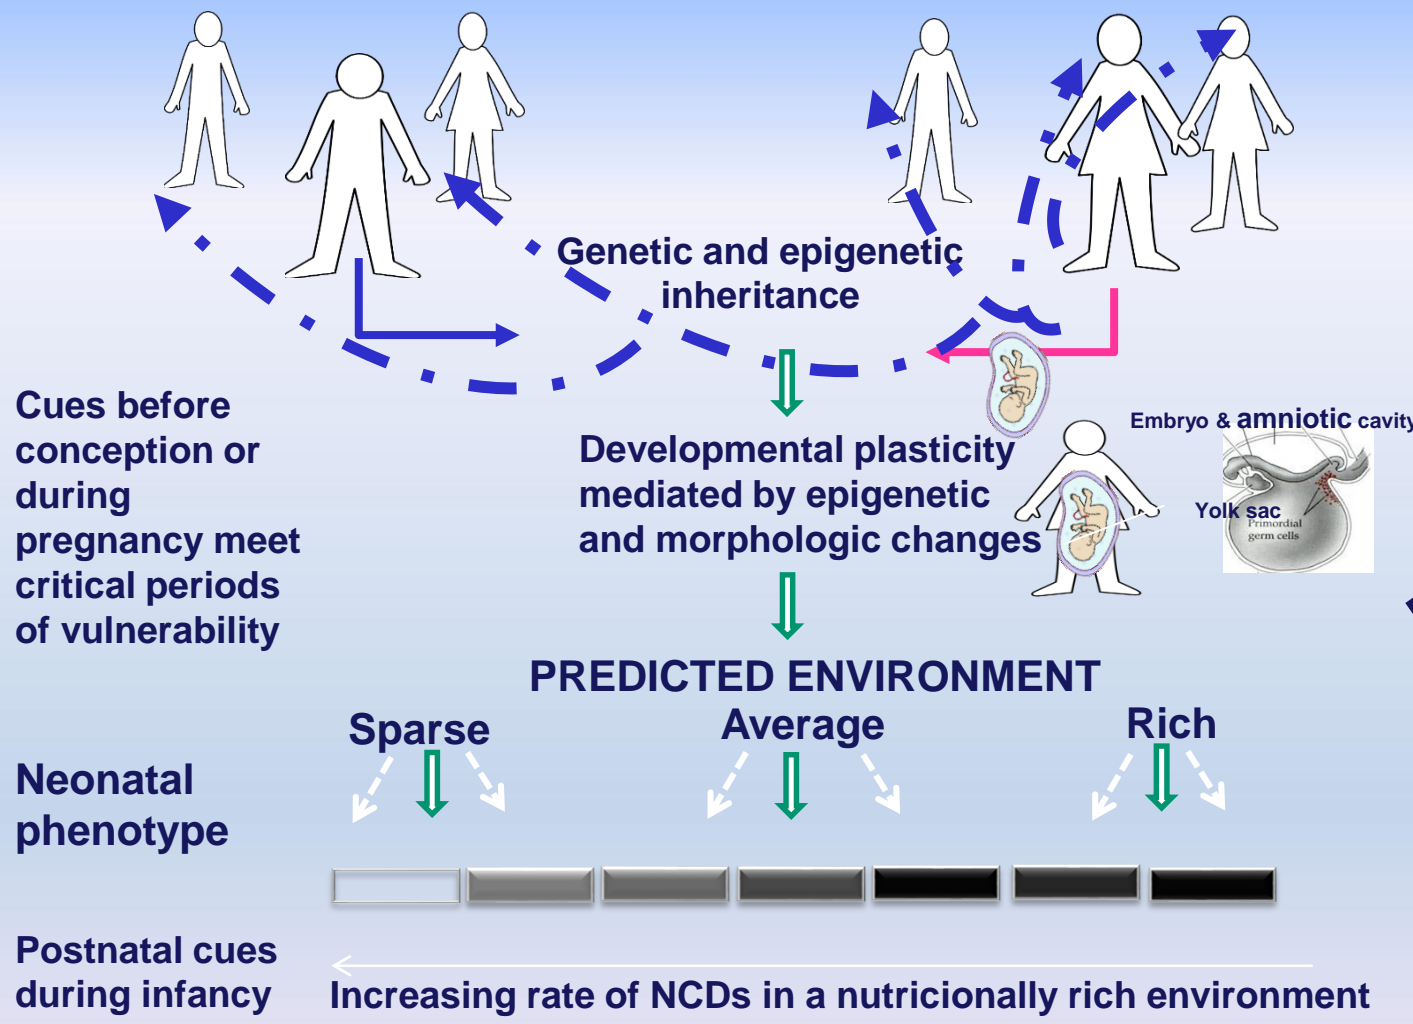 Genetic and epigenetic
inheritance
Cues before
conception or
during
pregnancy meet
critical periods
of vulnerability
Developmental plasticity
mediated by epigenetic
and morphologic changes
Embryo & amniotic cavity
Yolk sac
Primordial
germ cells
PREDICTED ENVIRONMENT
Sparse
Average
Rich
Neonatal
phenotype
Postnatal cues
during infancy
Increasing rate of NCDs in a nutricionally rich environment